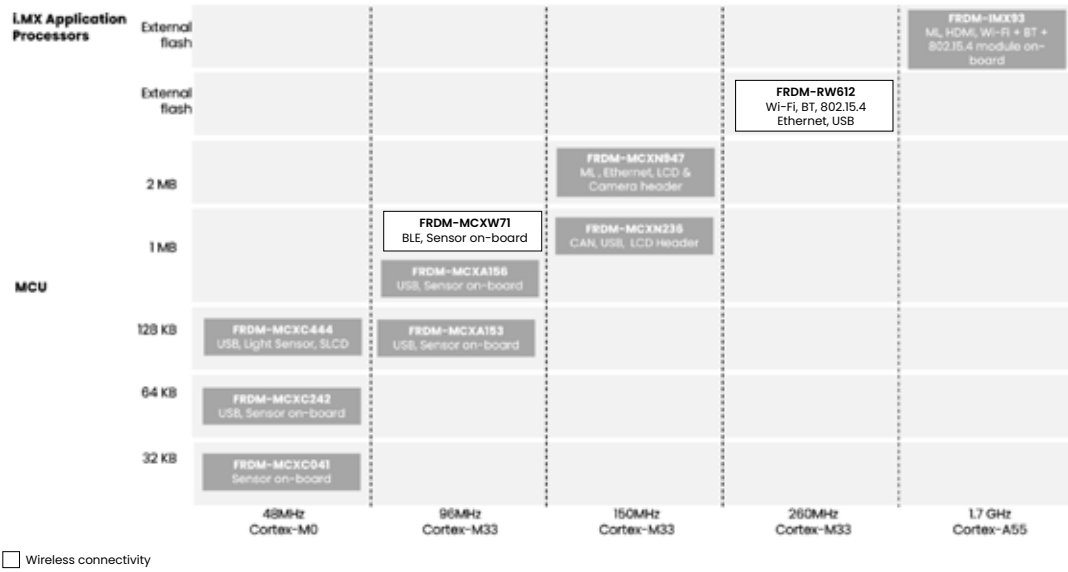 i.MX Application
Processors
External
flash
FRDM-IMX93
ML, HDMI, Wi-Fi + BT +
802.15.4 module on-
board
External
flash
FRDM-RW612
Wi-Fi, BT, 802.15.4
Ethernet, USB
2 MB
FRDM-MCXN947
ML , Ethernet, LCD &
Camera header
1 MB
FRDM-MCXW71
BLE, Sensor on-board
FRDM-MCXN236
CAN, USB, LCD Header
FRDM-MCXA156
USB, Sensor on-board
MCU
128 KB
FRDM-MCXC444
USB, Light Sensor, SLCD
FRDM-MCXA153
USB, Sensor on-board
64 KB
FRDM-MCXC242
USB, Sensor on-board
32 KB
FRDM-MCXC041
Sensor on-board
48MHz
Cortex-M0
96MHz
Cortex-M33
150MHz
Cortex-M33
260MHz
Cortex-M33
1.7 GHz
Cortex-A55
Wireless connectivity